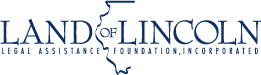 LAND OF LINCOLN
LEGAL ASSISTANCE FOUNDATION, INCORPORATED